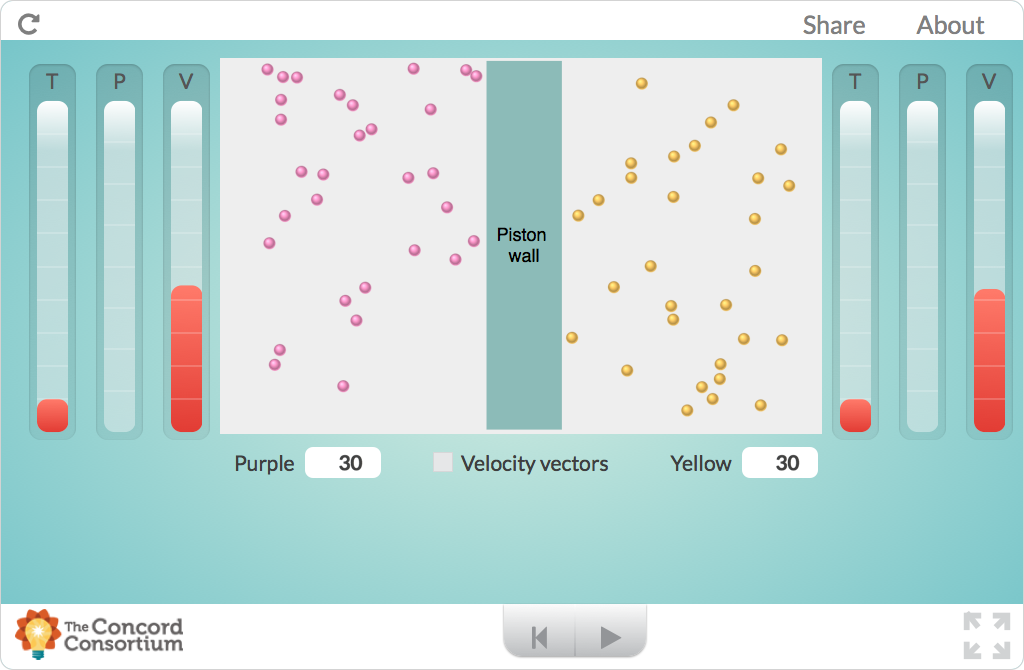 Share About
T P V T P V
Piston
wall
Purple 30 Velocity vectors Yellow 30
The Concord
Consortium